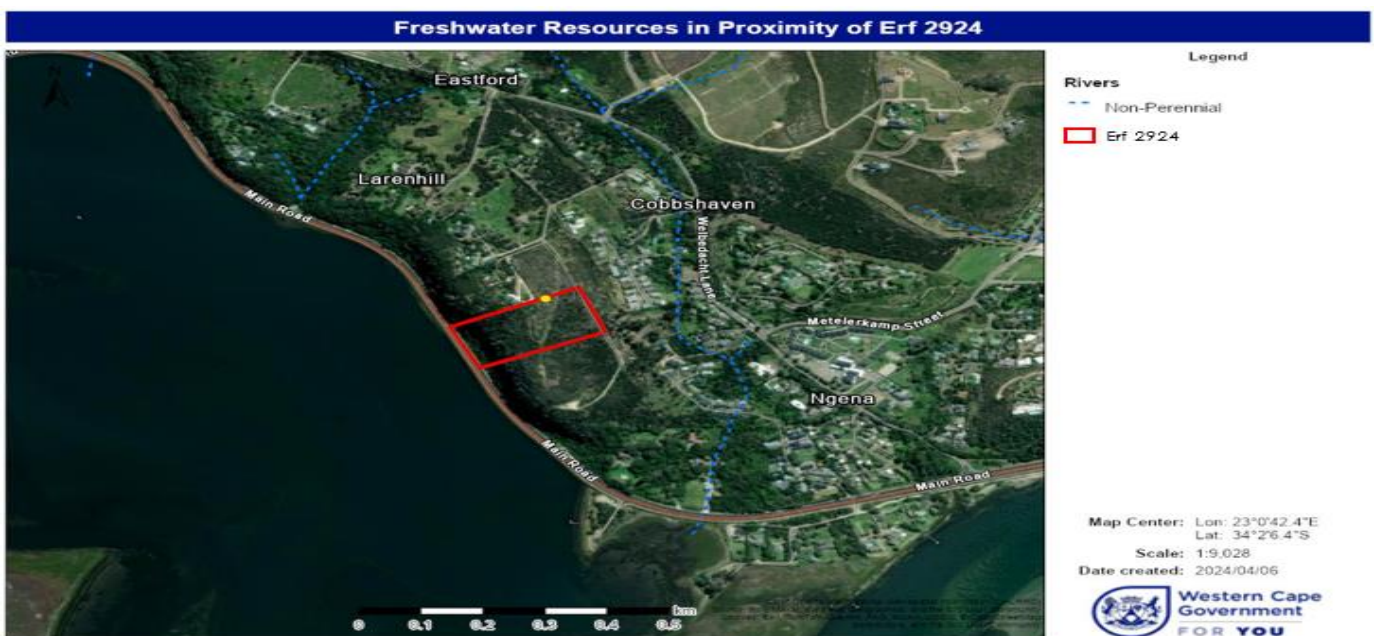 Freshwater Resources in Proximity of Erf 2924
Legend
Rivers
Non-Perennial
Erf 2924
Eastford
Larenhill
Main Road
Cobbshaven
Welbedacht Lane
Metelerkamp Street
Ngena
Main Road
Main Road
km
0 0.1 0.2 0.3 0.4 0.5
Map Center: Lon: 23°0'42.4"E
Lat: 34°2'6.4"S
Scale: 1:9,028
Date created: 2024/04/06
Western Cape
Government
FOR YOU